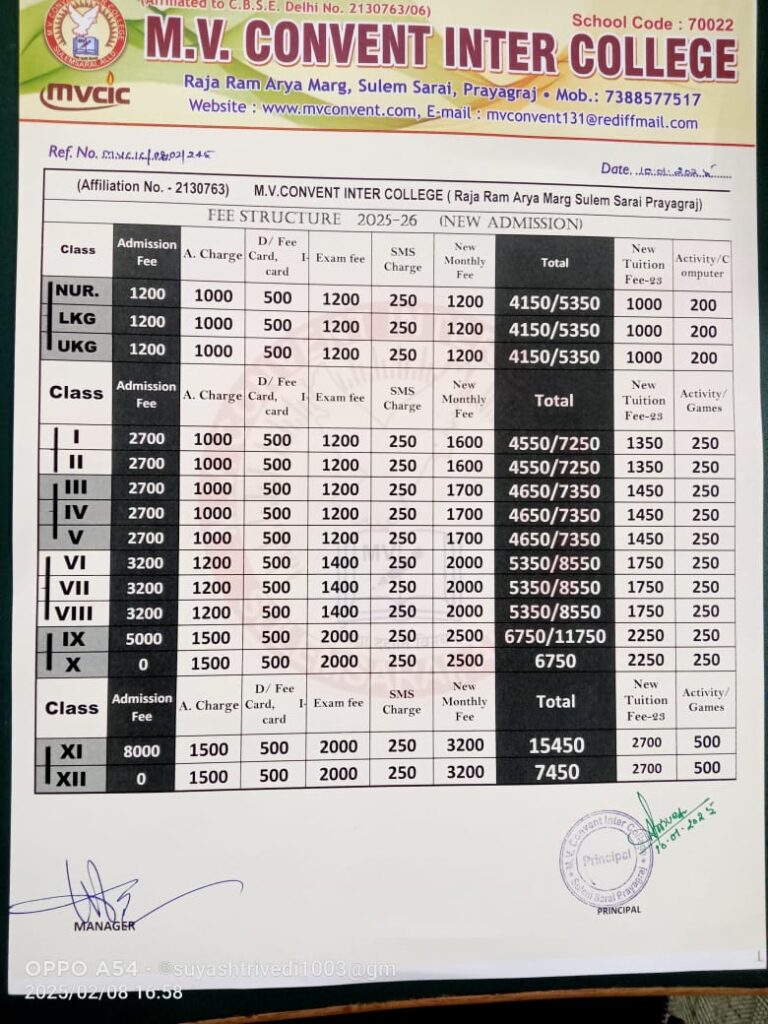 (Affiliated to C.B.S.E. Delhi No. 2130763/06)
School Code : 70022
M.V. CONVENT INTER COLLEGE
mvcic
Raja Ram Arya Marg, Sulem Sarai, Prayagraj • Mob.: 7388577517
Website : www.mvconvent.com, E-mail : mvconvent131@rediffmail.com
Ref. No.
Date. 10.01.2025
(Affiliation No. - 2130763) M.V.CONVENT INTER COLLEGE ( Raja Ram Arya Marg Sulem Sarai Prayagraj)
FEE STRUCTURE 2025-26 (NEW ADMISSION)
Class Admission Fee A. Charge D/ Fee Card, I-card Exam fee SMS Charge New Monthly Fee Total New Tuition Fee-23 Activity/Computer
NUR. 1200 1000 500 1200 250 1200 4150/5350 1000 200
LKG 1200 1000 500 1200 250 1200 4150/5350 1000 200
UKG 1200 1000 500 1200 250 1200 4150/5350 1000 200
Class Admission Fee A. Charge D/ Fee Card, I-card Exam fee SMS Charge New Monthly Fee Total New Tuition Fee-23 Activity/ Games
I 2700 1000 500 1200 250 1600 4550/7250 1350 250
II 2700 1000 500 1200 250 1600 4550/7250 1350 250
III 2700 1000 500 1200 250 1700 4650/7350 1450 250
IV 2700 1000 500 1200 250 1700 4650/7350 1450 250
V 2700 1000 500 1200 250 1700 4650/7350 1450 250
VI 3200 1200 500 1400 250 2000 5350/8550 1750 250
VII 3200 1200 500 1400 250 2000 5350/8550 1750 250
VIII 3200 1200 500 1400 250 2000 5350/8550 1750 250
IX 5000 1500 500 2000 250 2500 6750/11750 2250 250
X 0 1500 500 2000 250 2500 6750 2250 250
Class Admission Fee A. Charge D/ Fee Card, I-card Exam fee SMS Charge New Monthly Fee Total New Tuition Fee-23 Activity/ Games
XI 8000 1500 500 2000 250 3200 15450 2700 500
XII 0 1500 500 2000 250 3200 7450 2700 500
10.01.2025
M.V. Convent Inter College
Principal
Sulem Sarai Prayagraj
MANAGER
PRINCIPAL
OPPO A54 - @suyashtrivedi1003@gm
2025/02/08 16:58